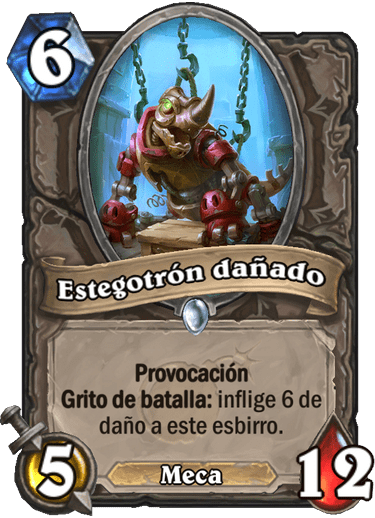 6
Estegotrón dañado
Provocación
Grito de batalla: inflige 6 de
daño a este esbirro.
5
Meca
12